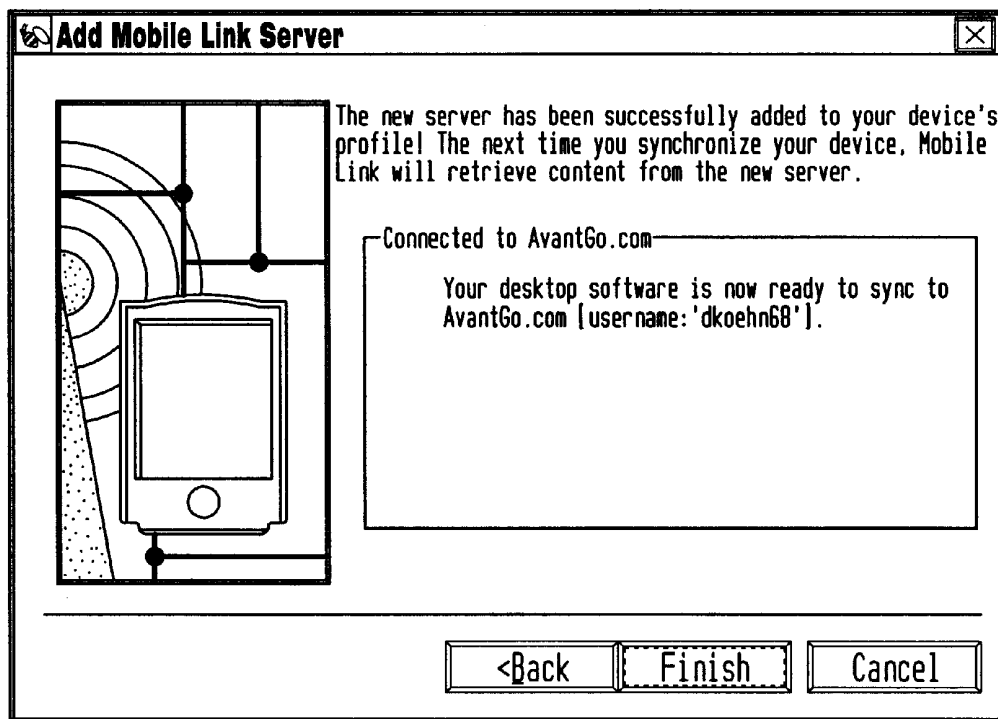 Add Mobile Link Server
The new server has been successfully added to your device's
profile! The next time you synchronize your device, Mobile
Link will retrieve content from the new server.
Connected to AvantGo.com
Your desktop software is now ready to sync to
AvantGo.com [username:'dkoehn68'].
<Back
Finish
Cancel